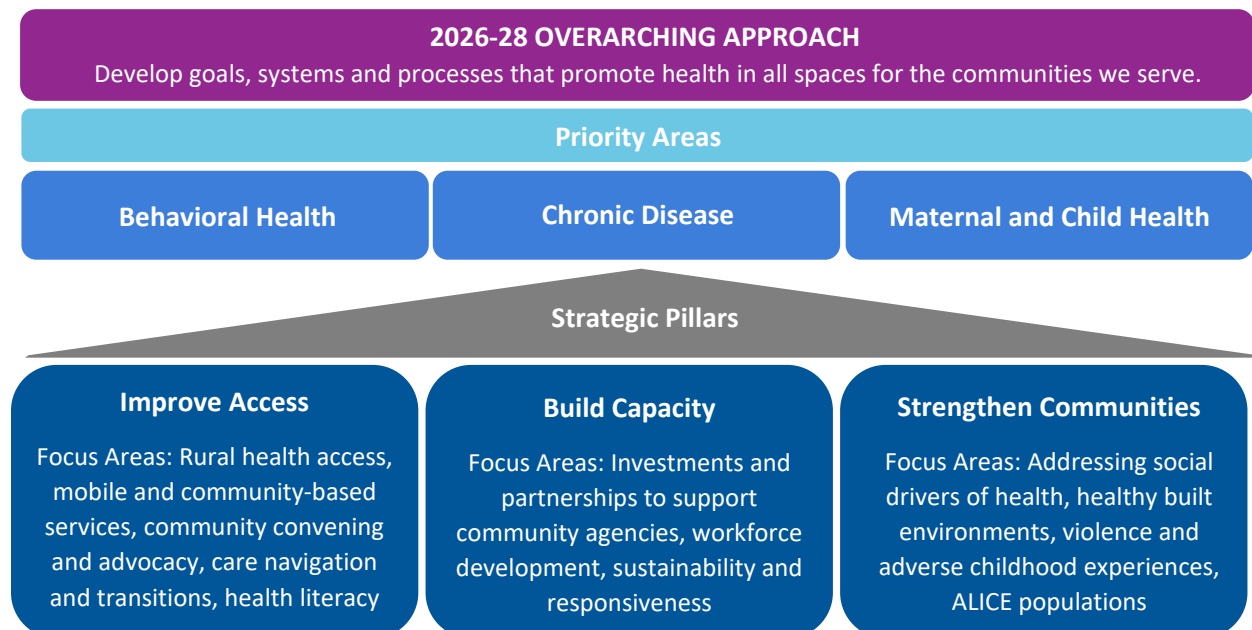 2026-28 OVERARCHING APPROACH
Develop goals, systems and processes that promote health in all spaces for the communities we serve.
Priority Areas
Behavioral Health
Chronic Disease
Maternal and Child Health
Strategic Pillars
Improve Access
Focus Areas: Rural health access,
mobile and community-based
services, community convening
and advocacy, care navigation
and transitions, health literacy
Build Capacity
Focus Areas: Investments and
partnerships to support
community agencies, workforce
development, sustainability and
responsiveness
Strengthen Communities
Focus Areas: Addressing social
drivers of health, healthy built
environments, violence and
adverse childhood experiences,
ALICE populations